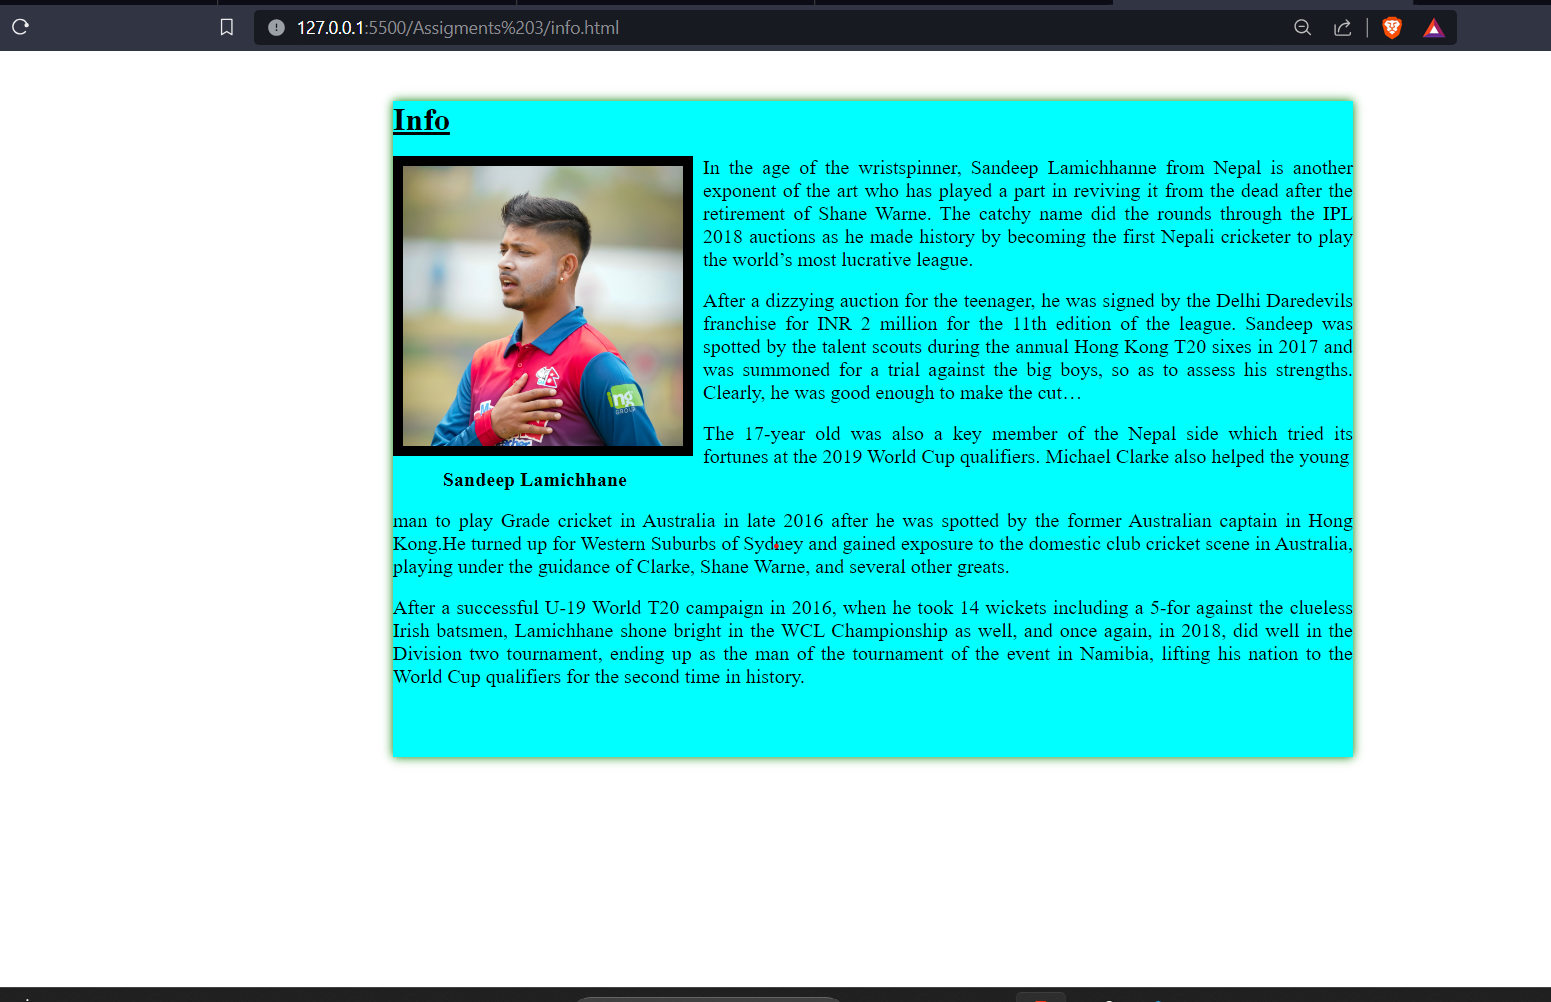 127.0.0.1:5500/Assigments%203/info.html
Info
In the age of the wristspinner, Sandeep Lamichhanne from Nepal is another
exponent of the art who has played a part in reviving it from the dead after the
retirement of Shane Warne. The catchy name did the rounds through the IPL
2018 auctions as he made history by becoming the first Nepali cricketer to play
the world’s most lucrative league.
After a dizzying auction for the teenager, he was signed by the Delhi Daredevils
franchise for INR 2 million for the 11th edition of the league. Sandeep was
spotted by the talent scouts during the annual Hong Kong T20 sixes in 2017 and
was summoned for a trial against the big boys, so as to assess his strengths.
Clearly, he was good enough to make the cut…
The 17-year old was also a key member of the Nepal side which tried its
fortunes at the 2019 World Cup qualifiers. Michael Clarke also helped the young
ng
GROUP
Sandeep Lamichhane
man to play Grade cricket in Australia in late 2016 after he was spotted by the former Australian captain in Hong
Kong.He turned up for Western Suburbs of Sydney and gained exposure to the domestic club cricket scene in Australia,
playing under the guidance of Clarke, Shane Warne, and several other greats.
After a successful U-19 World T20 campaign in 2016, when he took 14 wickets including a 5-for against the clueless
Irish batsmen, Lamichhane shone bright in the WCL Championship as well, and once again, in 2018, did well in the
Division two tournament, ending up as the man of the tournament of the event in Namibia, lifting his nation to the
World Cup qualifiers for the second time in history.